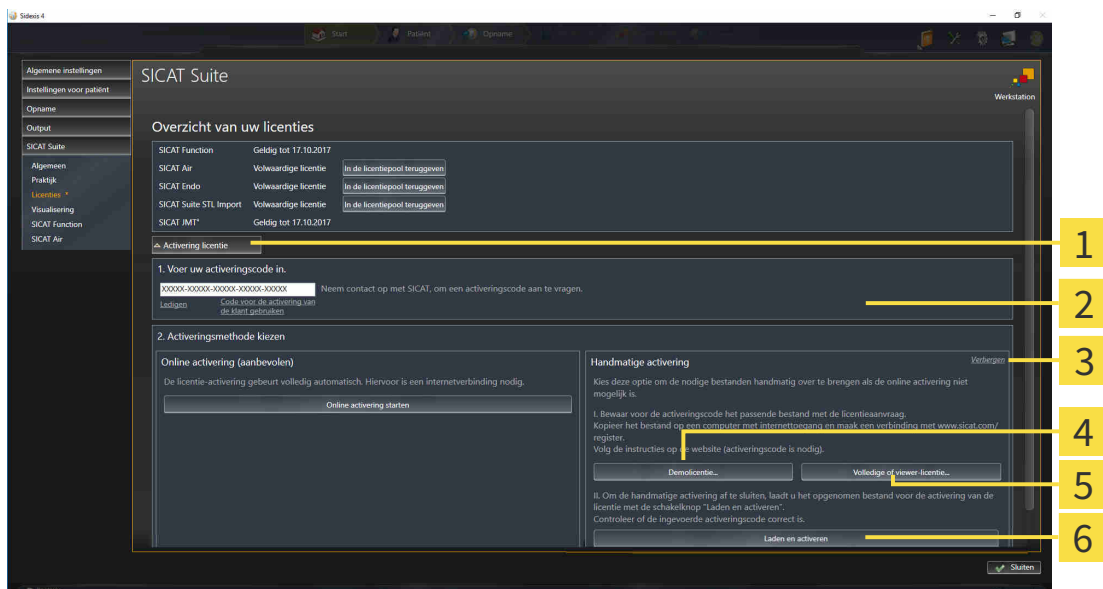 Sidexis 4
Start
Patiënt
Opname
Algemene instellingen
Instellingen voor patiënt
Opname
Output
SICAT Suite
Algemeen
Praktijk
Licenties *
Visualisering
SICAT Function
SICAT Air
SICAT Suite
Werkstation
Overzicht van uw licenties
SICAT Function Geldig tot 17.10.2017
SICAT Air Volwaardige licentie In de licentiepool teruggeven
SICAT Endo Volwaardige licentie In de licentiepool teruggeven
SICAT Suite STL Import Volwaardige licentie In de licentiepool teruggeven
SICAT JMT⁺ Geldig tot 17.10.2017
Activering licentie
1
1. Voer uw activeringscode in.
XXXXX-XXXXX-XXXXX-XXXXX-XXXXX Neem contact op met SICAT, om een activeringscode aan te vragen.
Ledigen
Code voor de activering van
de klant gebruiken
2
2. Activeringsmethode kiezen
Online activering (aanbevolen)
De licentie-activering gebeurt volledig automatisch. Hiervoor is een internetverbinding nodig.
Online activering starten
Handmatige activering
Verbergen
3
Kies deze optie om de nodige bestanden handmatig over te brengen als de online activering niet
mogelijk is.
I. Bewaar voor de activeringscode het passende bestand met de licentieaanvraag.
Kopieer het bestand op een computer met internettoegang en maak een verbinding met www.sicat.com/
register.
Volg de instructies op de website (activeringscode is nodig).
4
Demolicentie...
Volledige of viewer-licentie...
5
II. Om de handmatige activering af te sluiten, laadt u het opgenomen bestand voor de activering van de
licentie met de schakelknop "Laden en activeren".
Controleer of de ingevoerde activeringscode correct is.
Laden en activeren
6
Sluiten